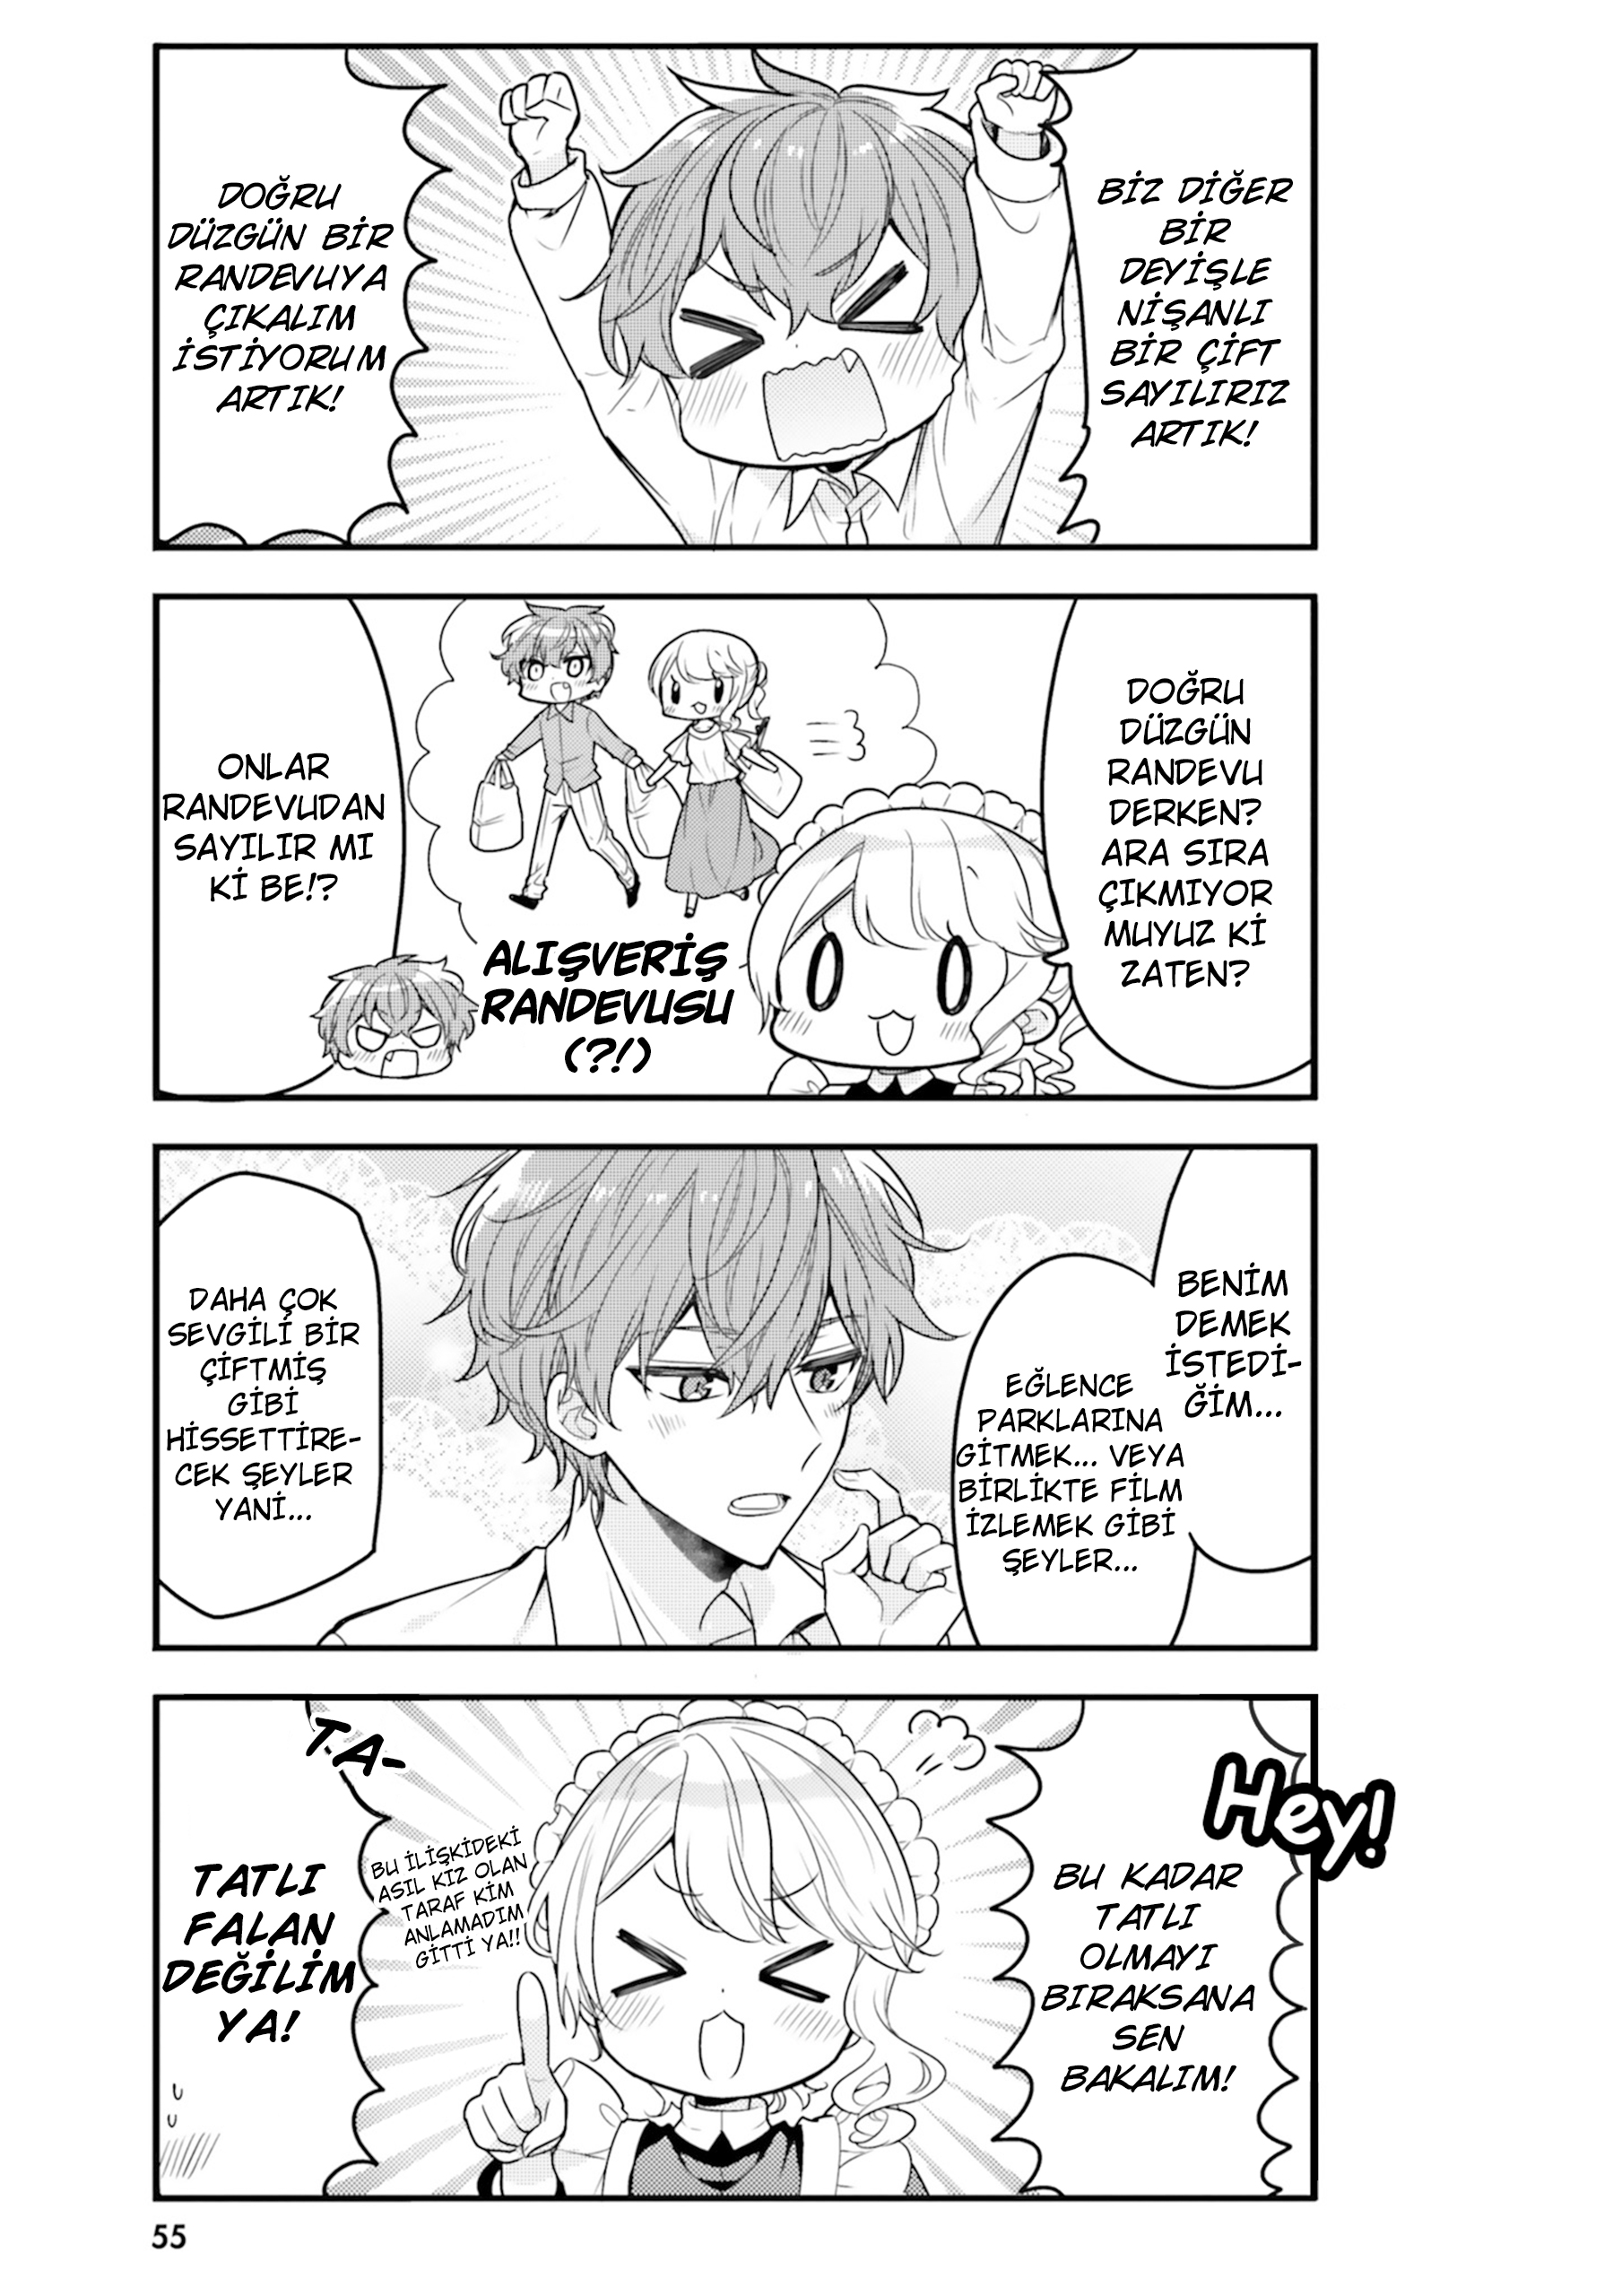 BİZ DİĞER
BİR
DEYİŞLE
NİŞANLI
BİR ÇİFT
SAYILIRIZ
ARTIK!
DOĞRU
DÜZGÜN BİR
RANDEVUYA
ÇIKALIM
İSTİYORUM
ARTIK!
DOĞRU
DÜZGÜN
RANDEVU
DERKEN?
ARA SIRA
ÇIKMIYOR
MUYUZ Kİ
ZATEN?
ALIŞVERİŞ
RANDEVUSU
(?!)
ONLAR
RANDEVUDAN
SAYILIR MI
Kİ BE!?
BENİM
DEMEK
İSTEDİ-
ĞİM...
EĞLENCE
PARKLARINA
GİTMEK... VEYA
BİRLİKTE FİLM
İZLEMEK GİBİ
ŞEYLER...
DAHA ÇOK
SEVGİLİ BİR
ÇİFTMİŞ
GİBİ
HİSSETTİRE-
CEK ŞEYLER
YANİ...
Hey!
BU KADAR
TATLI
OLMAYI
BIRAKSANA
SEN
BAKALIM!
BU İLİŞKİDEKİ
ASIL KIZ OLAN
TARAF KİM
ANLAMADIM
GİTTİ YA!!
TA-
TATLI
FALAN
DEĞİLİM
YA!
55